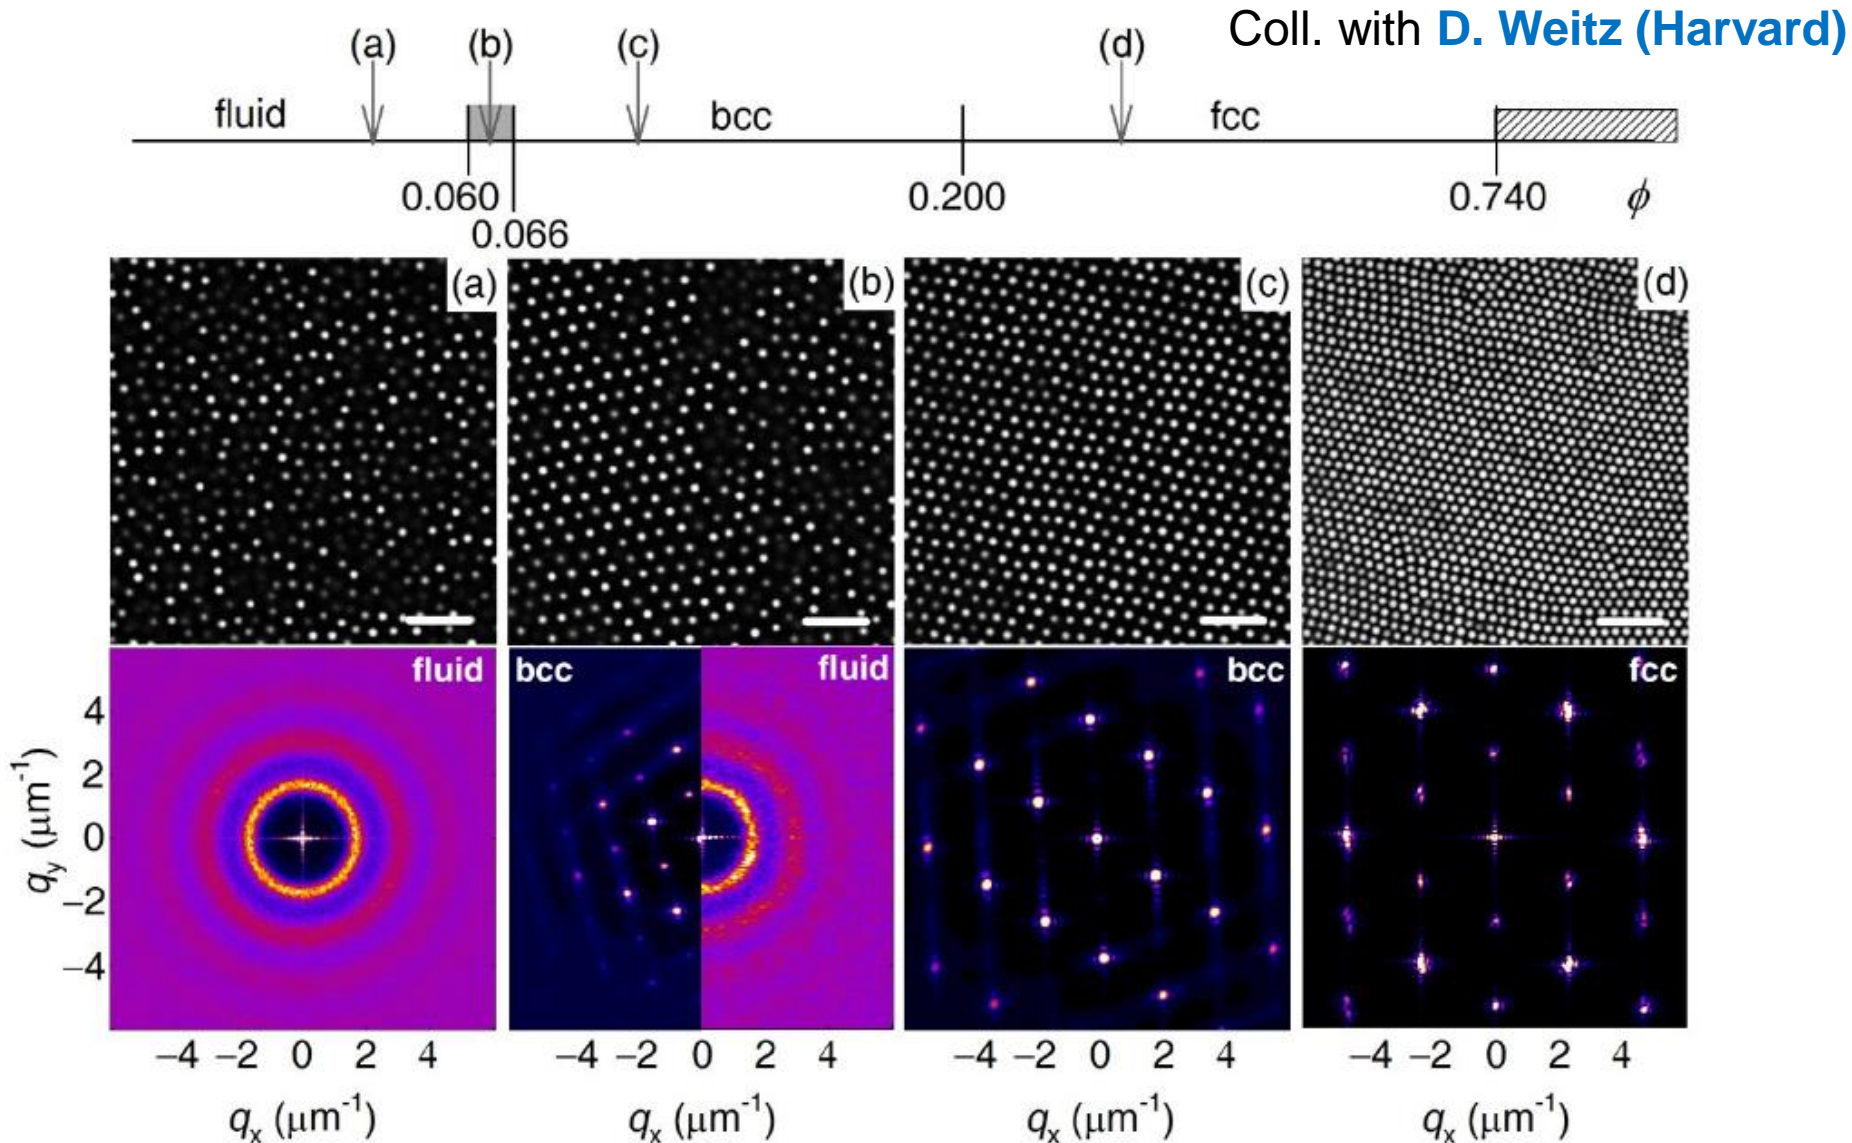 Coll. with D. Weitz (Harvard)
(a) (b) (c) (d)
fluid bcc fcc
0.060 0.200 0.740 ϕ
0.066
(a) (b) (c) (d)
fluid bcc fluid bcc fcc
4
2
0
−2
−4
q_y (μm⁻¹)
−4 −2 0 2 4 −4 −2 0 2 4 −4 −2 0 2 4 −4 −2 0 2 4
q_x (μm⁻¹) q_x (μm⁻¹) q_x (μm⁻¹) q_x (μm⁻¹)